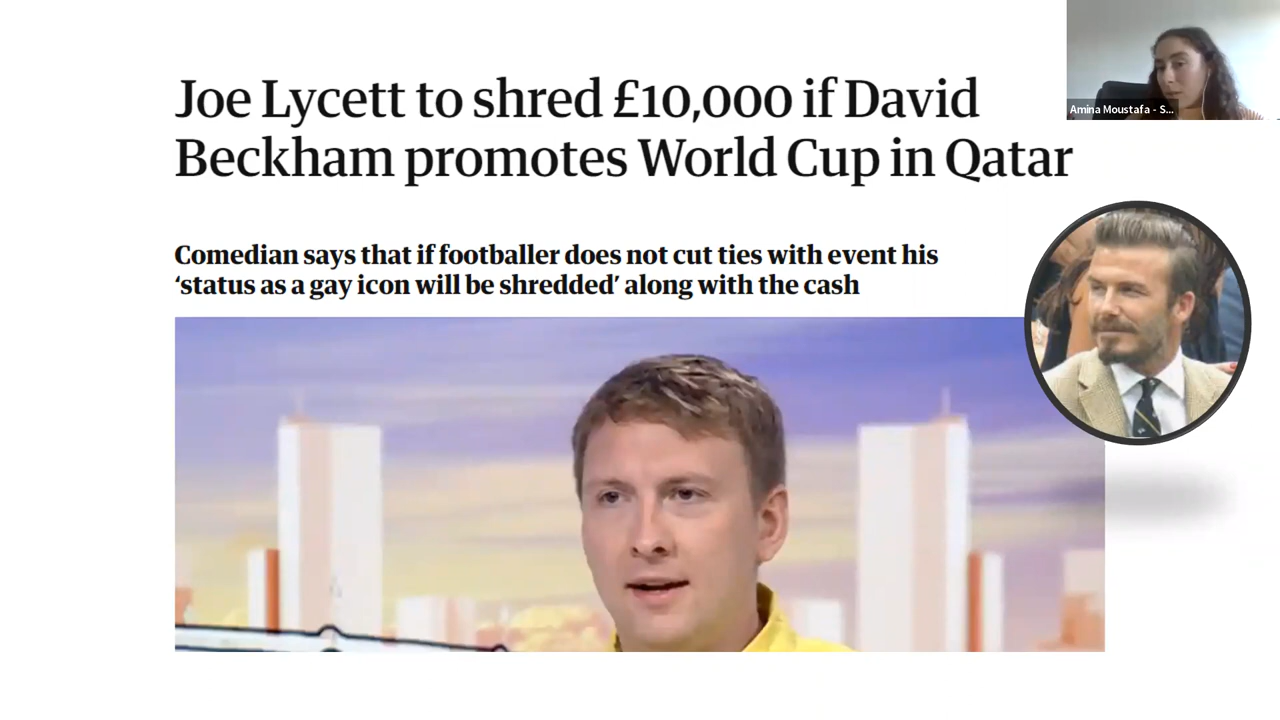 Joe Lycett to shred £10,000 if David
Beckham promotes World Cup in Qatar
Comedian says that if footballer does not cut ties with event his
‘status as a gay icon will be shredded’ along with the cash
Amina Moustafa - S...